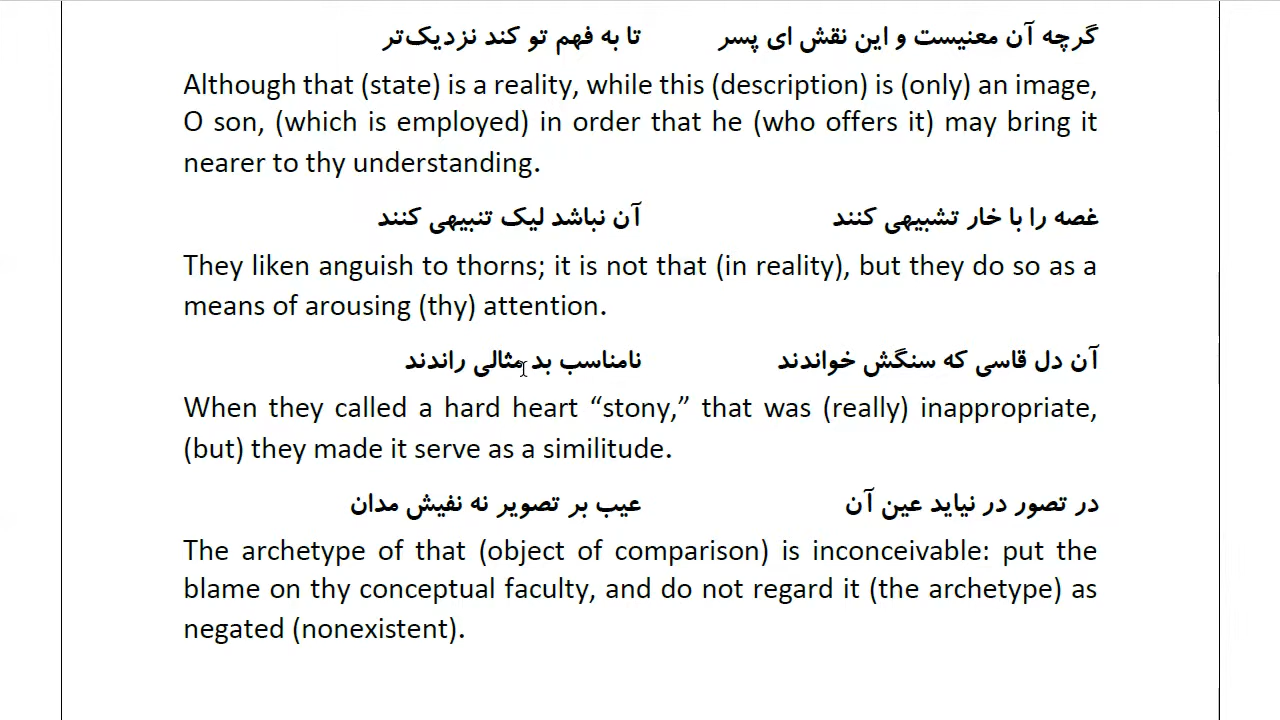 گرچه آن معنیست و این نقش ای پسر تا به فهم تو کند نزدیک‌تر
Although that (state) is a reality, while this (description) is (only) an image,
O son, (which is employed) in order that he (who offers it) may bring it
nearer to thy understanding.
غصه را با خار تشبیهی کنند آن نباشد لیک تنبیهی کنند
They liken anguish to thorns; it is not that (in reality), but they do so as a
means of arousing (thy) attention.
آن دل قاسی که سنگش خواندند نامناسب بد مثالی راندند
When they called a hard heart “stony,” that was (really) inappropriate,
(but) they made it serve as a similitude.
در تصور در نیاید عین آن عیب بر تصویر نه نفیش مدان
The archetype of that (object of comparison) is inconceivable: put the
blame on thy conceptual faculty, and do not regard it (the archetype) as
negated (nonexistent).